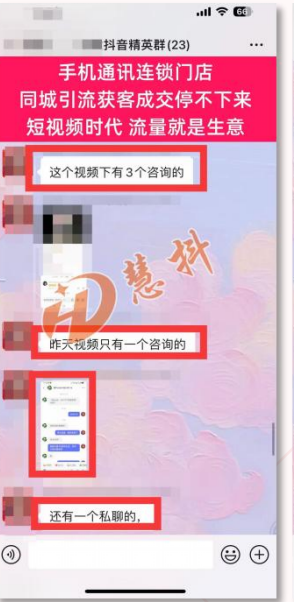 66
抖音精英群(23)
手机通讯连锁门店
同城引流获客成交停不下来
短视频时代 流量就是生意
这个视频下有3个咨询的
慧抖
昨天视频只有一个咨询的
还有一个私聊的,